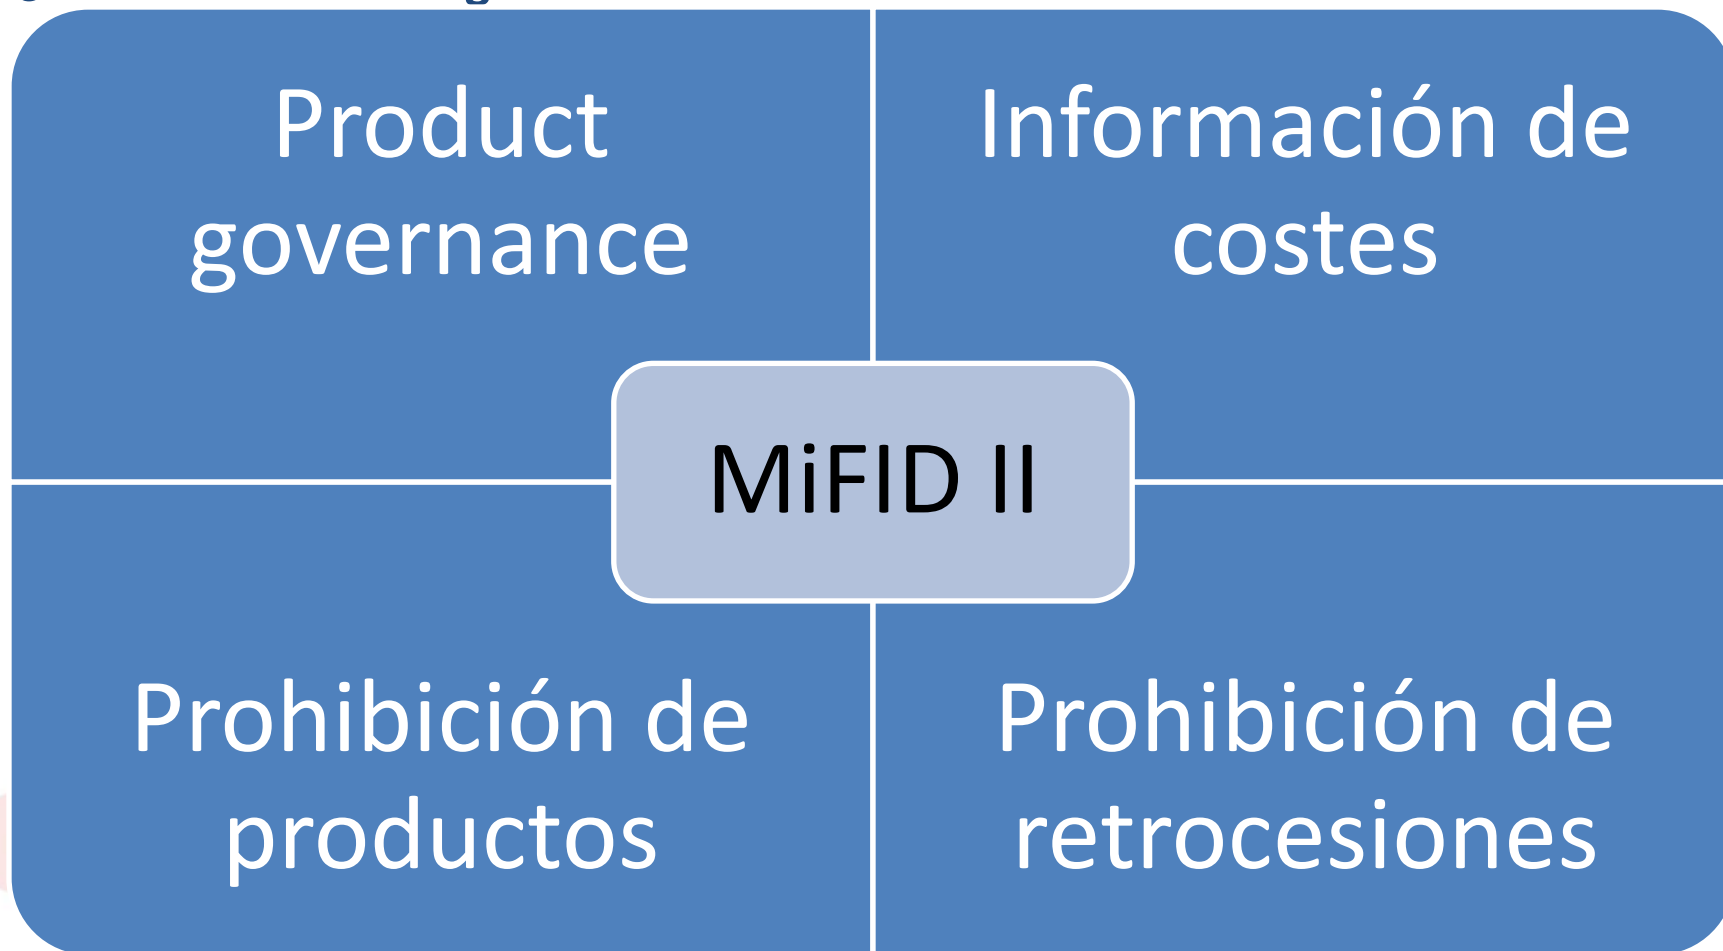 Product
governance
Información de
costes
MiFID II
Prohibición de
productos
Prohibición de
retrocesiones